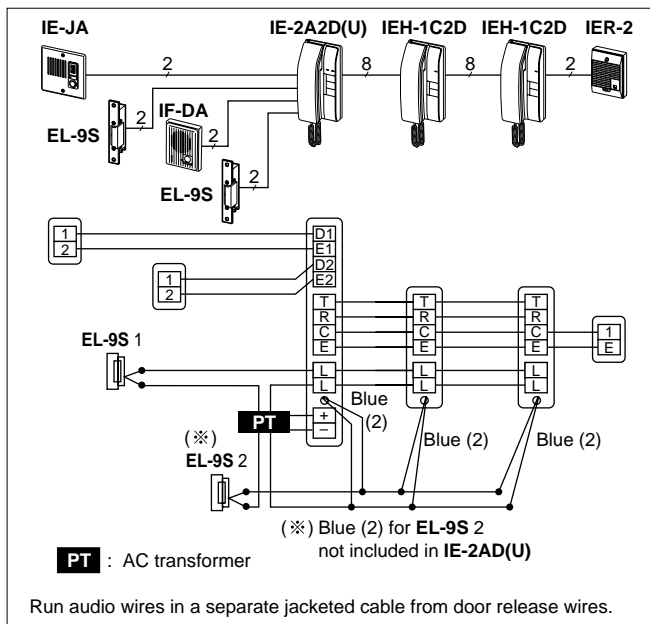 IE-JA IE-2A2D(U) IEH-1C2D IEH-1C2D IER-2
2 8 8 2
EL-9S 2 IF-DA 2
EL-9S 2
1 D1
2 E1
D2
1 E2
2
T T T
R R R
C C C 1
E E E E
EL-9S 1
L L L
L L L
Blue (2)
PT + Blue (2) Blue (2)
–
(※)
EL-9S 2
(※) Blue (2) for EL-9S 2
not included in IE-2AD(U)
PT : AC transformer
Run audio wires in a separate jacketed cable from door release wires.